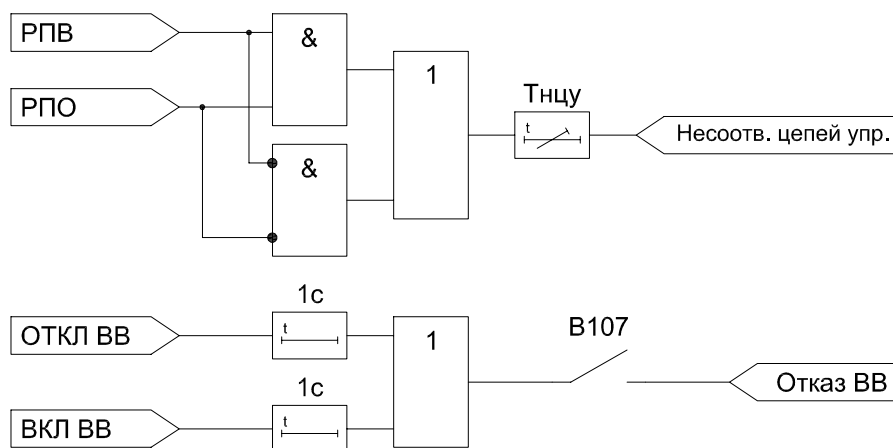 РПВ
&
1
Тнцу
РПО
t
Несоотв. цепей упр.
&
1с
ОТКЛ ВВ
t
1
В107
Отказ ВВ
1с
ВКЛ ВВ
t